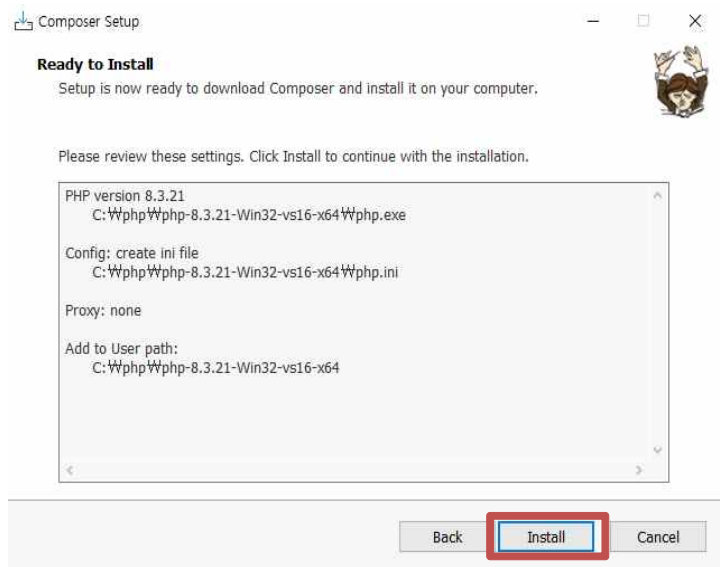 Composer Setup
Ready to Install
Setup is now ready to download Composer and install it on your computer.
Please review these settings. Click Install to continue with the installation.
PHP version 8.3.21
C:₩php₩php-8.3.21-Win32-vs16-x64₩php.exe
Config: create ini file
C:₩php₩php-8.3.21-Win32-vs16-x64₩php.ini
Proxy: none
Add to User path:
C:₩php₩php-8.3.21-Win32-vs16-x64
Back Install Cancel